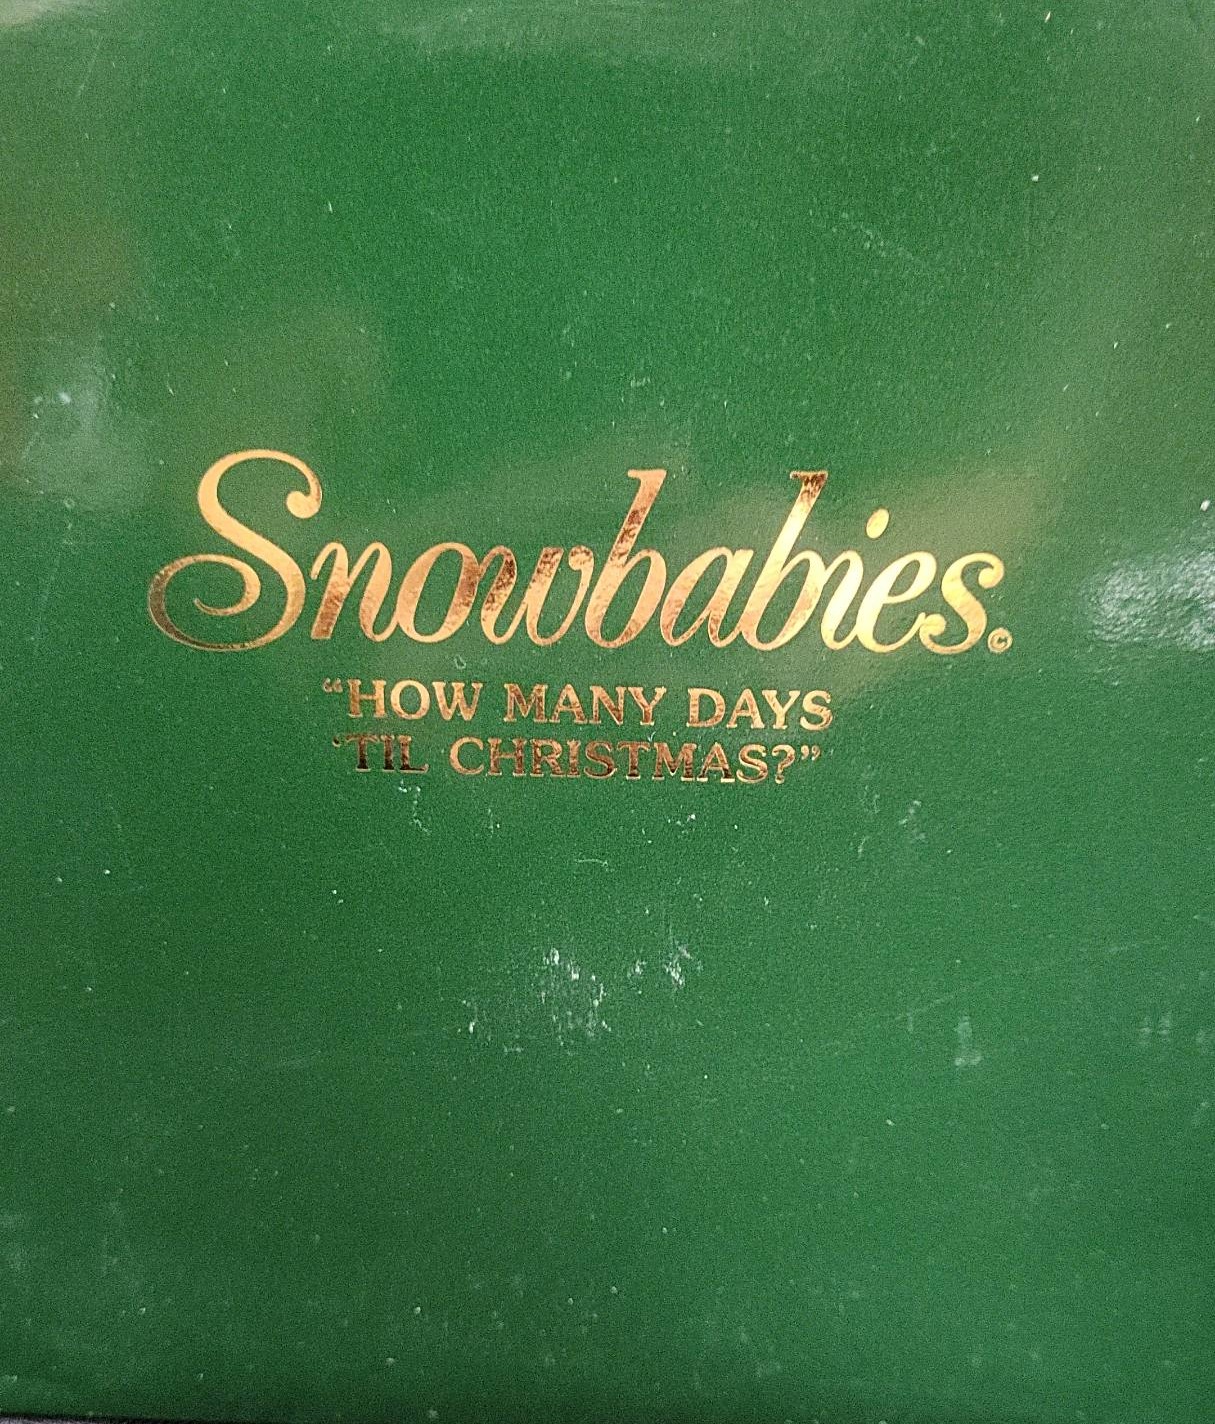 Snowbabies.©
“HOW MANY DAYS
‘TIL CHRISTMAS?”